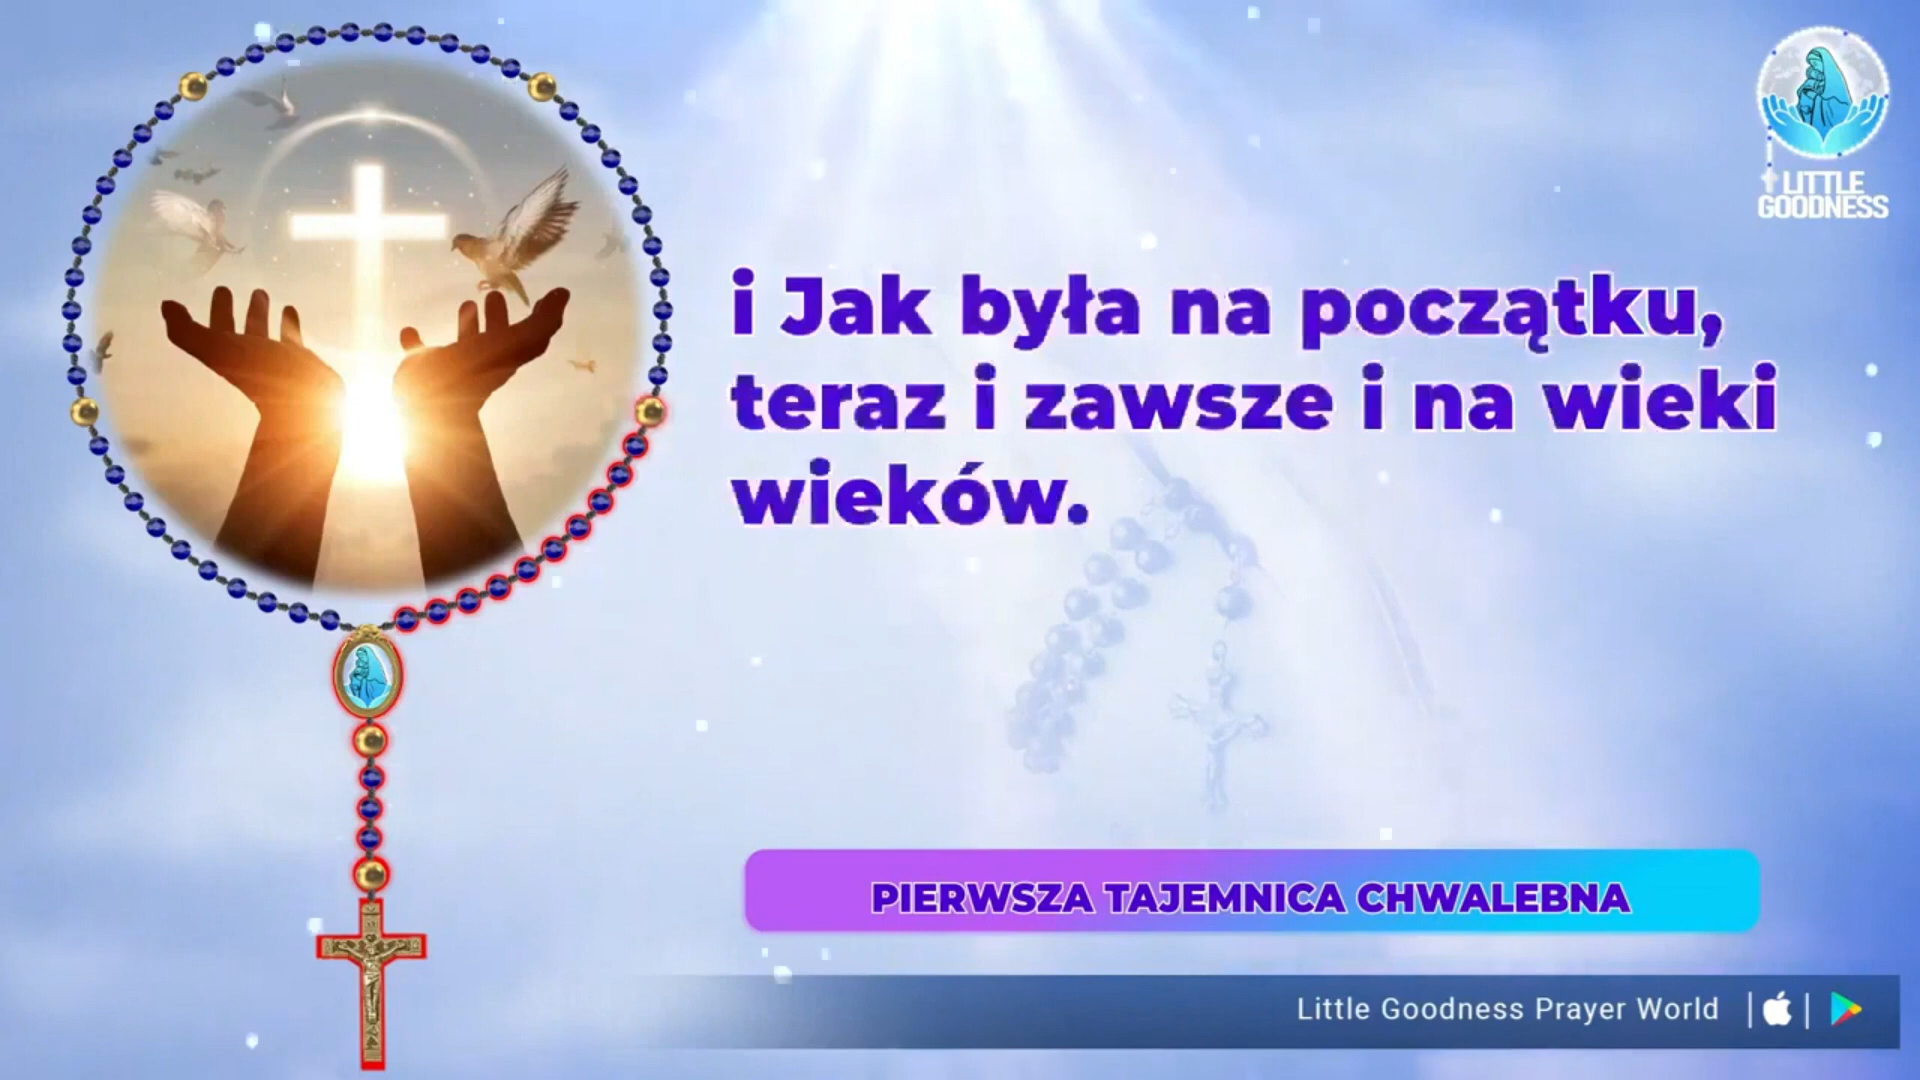 LITTLE
GOODNESS
i Jak była na początku,
teraz i zawsze i na wieki
wieków.
PIERWSZA TAJEMNICA CHWALEBNA
Little Goodness Prayer World